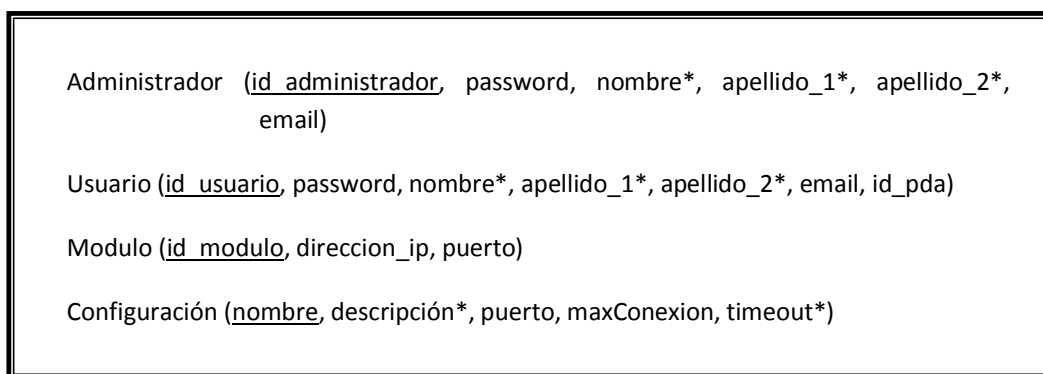 Administrador (id_administrador, password, nombre*, apellido_1*, apellido_2*,
email)
Usuario (id_usuario, password, nombre*, apellido_1*, apellido_2*, email, id_pda)
Modulo (id_modulo, direccion_ip, puerto)
Configuración (nombre, descripción*, puerto, maxConexion, timeout*)